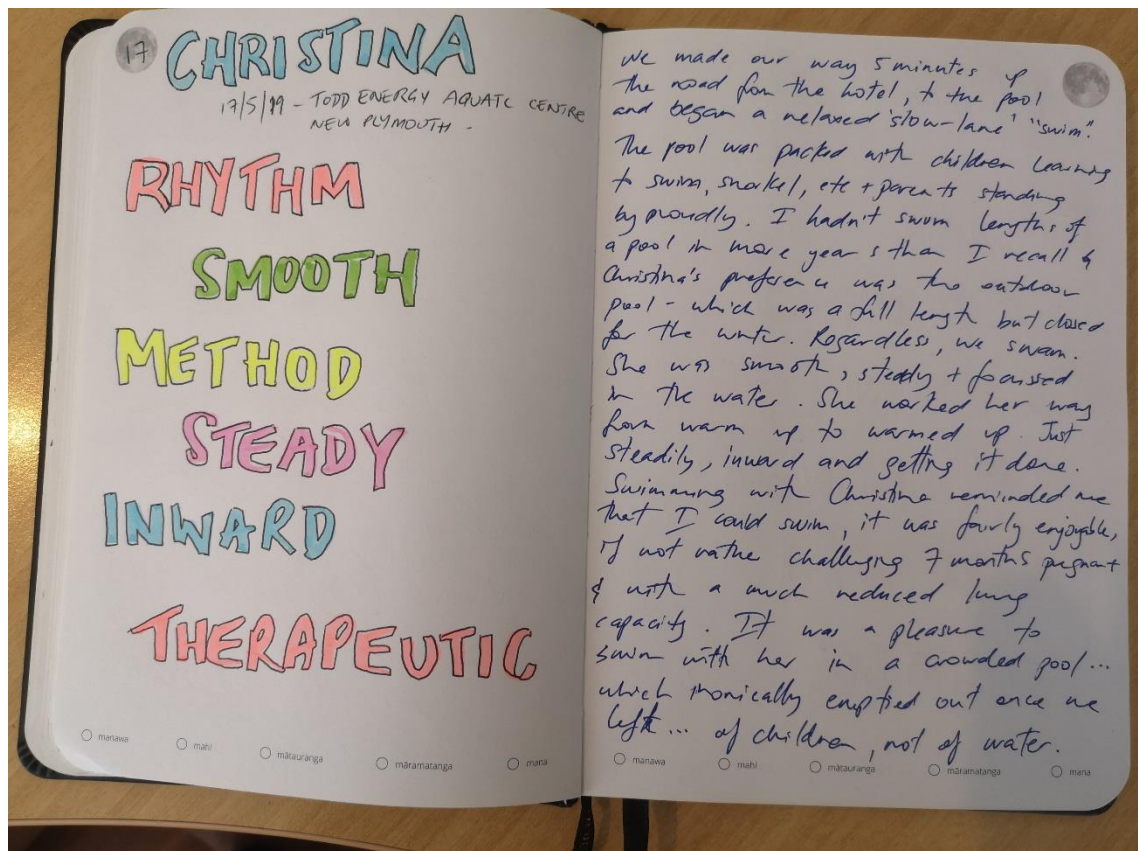 17
CHRISTINA
17/5/19 - TODD ENERGY AQUATC CENTRE
NEW PLYMOUTH -
RHYTHM
SMOOTH
METHOD
STEADY
INWARD
THERAPEUTIC
manawa mahi mātauranga māramatanga mana
We made our way 5 minutes up
the road from the hotel, to the pool
and began a relaxed 'slow-lane' "swim".
The pool was packed with children learning
to swim, snorkel, etc + parents standing
by proudly. I hadn't swum lengths of
a pool in more years than I recall &
Christina's preference was the outdoor
pool - which was a full length but closed
for the winter. Regardless, we swam.
She was smooth, steady + focussed
in the water. She worked her way
from warm up to warmed up. Just
steadily, inward and getting it done.
Swimming with Christina reminded me
that I could swim, it was fairly enjoyable,
if not rather challenging 7 months pregnant
& with a much reduced lung
capacity. It was a pleasure to
swim with her in a crowded pool...
which ironically emptied out once we
left... of children, not of water.
manawa mahi mātauranga māramatanga mana